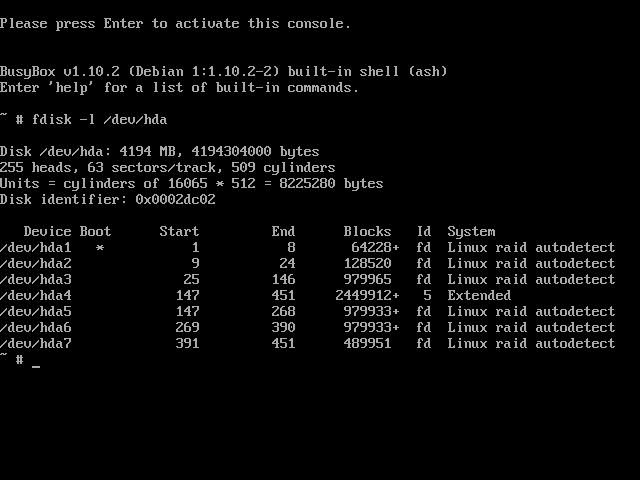 Please press Enter to activate this console.
BusyBox v1.10.2 (Debian 1:1.10.2-2) built-in shell (ash)
Enter 'help' for a list of built-in commands.
~ # fdisk -l /dev/hda
Disk /dev/hda: 4194 MB, 4194304000 bytes
255 heads, 63 sectors/track, 509 cylinders
Units = cylinders of 16065 * 512 = 8225280 bytes
Disk identifier: 0x0002dc02
   Device Boot      Start         End      Blocks   Id  System
/dev/hda1   *           1           8       64228+  fd  Linux raid autodetect
/dev/hda2               9          24      128520   fd  Linux raid autodetect
/dev/hda3              25         146      979965   fd  Linux raid autodetect
/dev/hda4             147         451     2449912+   5  Extended
/dev/hda5             147         268      979933+  fd  Linux raid autodetect
/dev/hda6             269         390      979933+  fd  Linux raid autodetect
/dev/hda7             391         451      489951   fd  Linux raid autodetect
~ # _